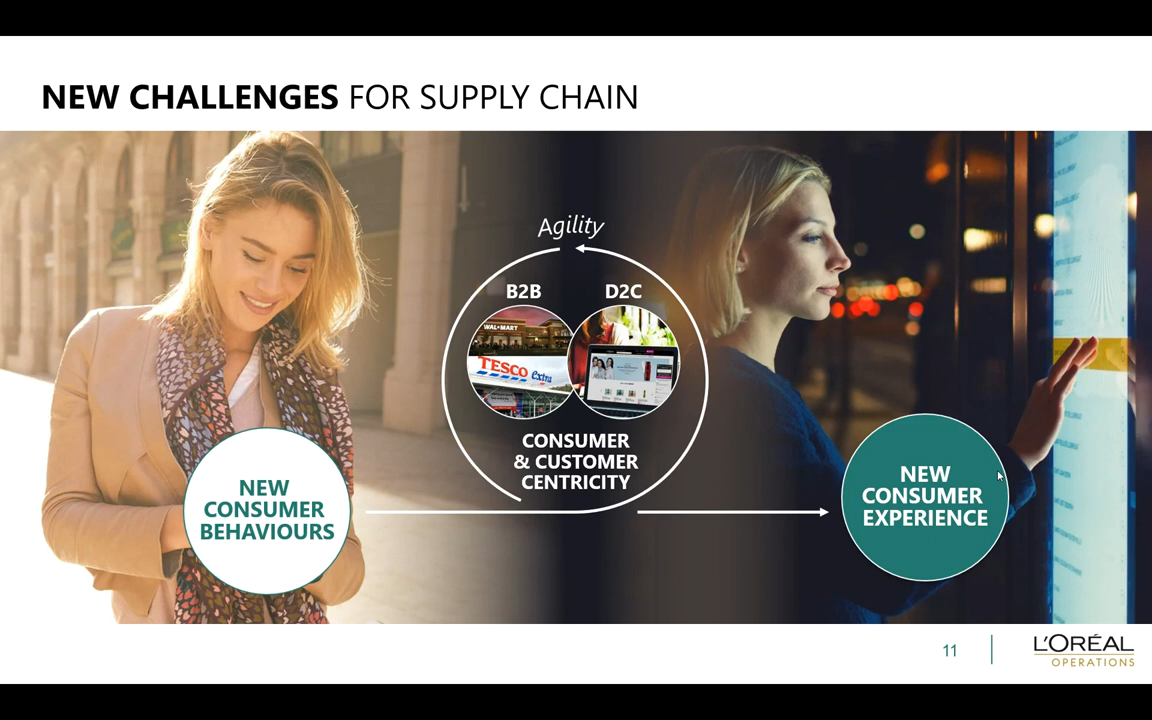 NEW CHALLENGES FOR SUPPLY CHAIN
Agility
B2B
D2C
WAL★MART
TESCO extra
CONSUMER
& CUSTOMER
CENTRICITY
NEW
CONSUMER
BEHAVIOURS
NEW
CONSUMER
EXPERIENCE
11
L'ORÉAL
OPERATIONS